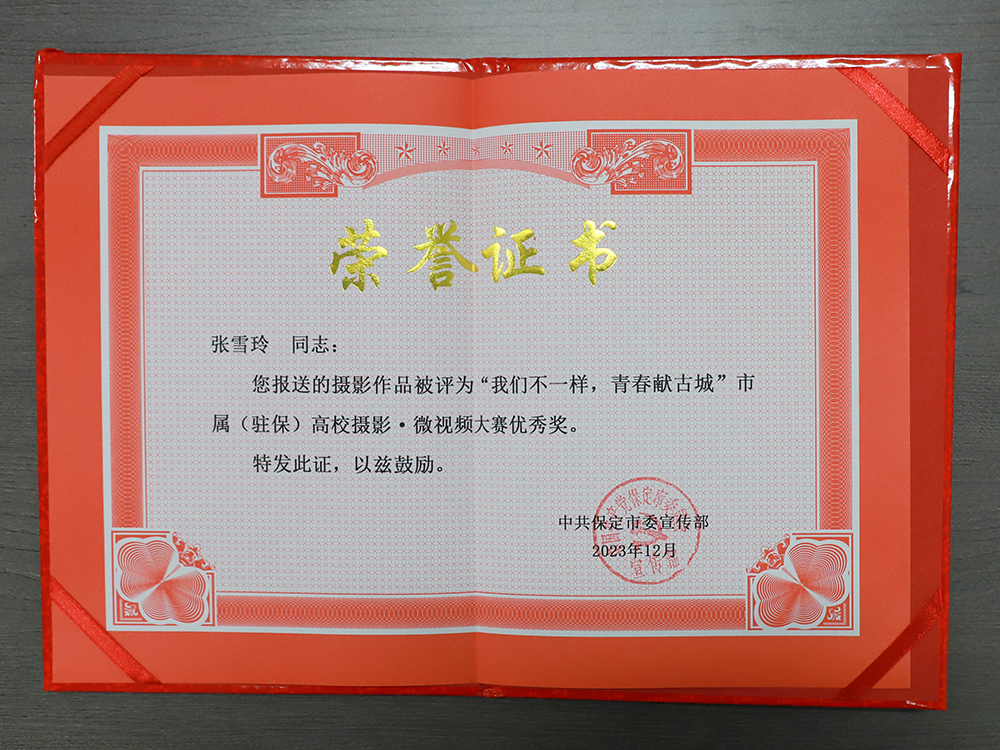 荣誉证书
张雪玲 同志：
您报送的摄影作品被评为“我们不一样，青春献古城”市
属（驻保）高校摄影·微视频大赛优秀奖。
特发此证，以兹鼓励。
中共保定市委宣传部
2023年12月
宣传部